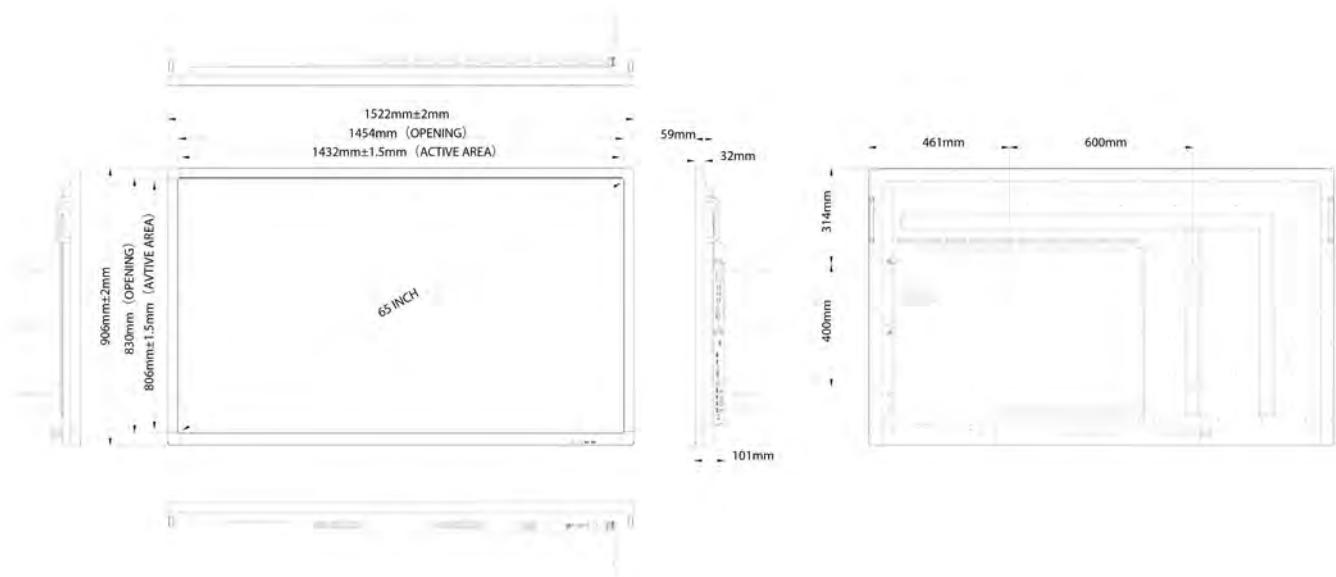 1522mm±2mm
1454mm（OPENING）
1432mm±1.5mm（ACTIVE AREA）
906mm±2mm
830mm（OPENING）
806mm±1.5mm（AVTIVE AREA）
65 INCH
59mm
32mm
101mm
461mm
600mm
314mm
400mm